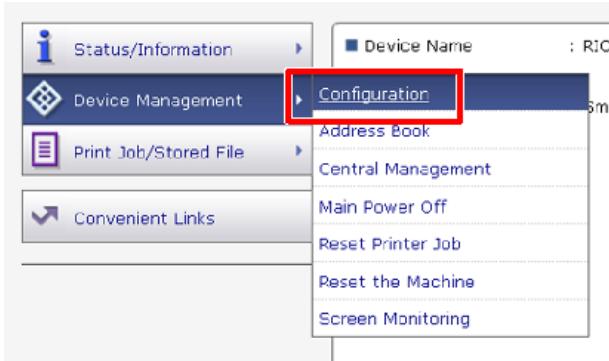 Status/Information
Device Management
Print Job/Stored File
Convenient Links
Device Name : RIC
Configuration
Address Book
Central Management
Main Power Off
Reset Printer Job
Reset the Machine
Screen Monitoring